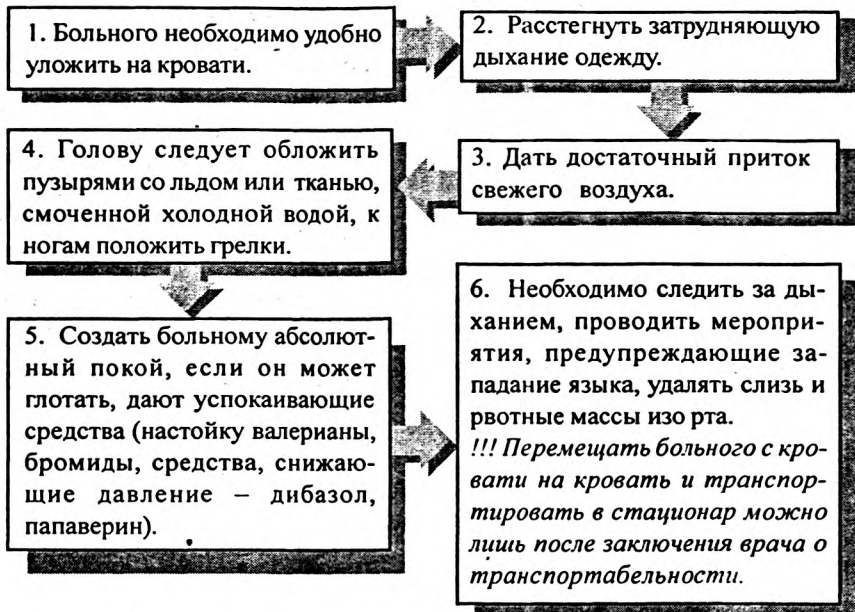 1. Больного необходимо удобно
уложить на кровати.
2. Расстегнуть затрудняющую
дыхание одежду.
3. Дать достаточный приток
свежего воздуха.
4. Голову следует обложить
пузырями со льдом или тканью,
смоченной холодной водой, к
ногам положить грелки.
5. Создать больному абсолют-
ный покой, если он может
глотать, дают успокаивающие
средства (настойку валерианы,
бромиды, средства, снижаю-
щие давление – дибазол,
папаверин).
6. Необходимо следить за ды-
ханием, проводить меропри-
ятия, предупреждающие за-
падание языка, удалять слизь и
рвотные массы изо рта.
!!! Перемещать больного с кро-
вати на кровать и транспор-
тировать в стационар можно
лишь после заключения врача о
транспортабельности.